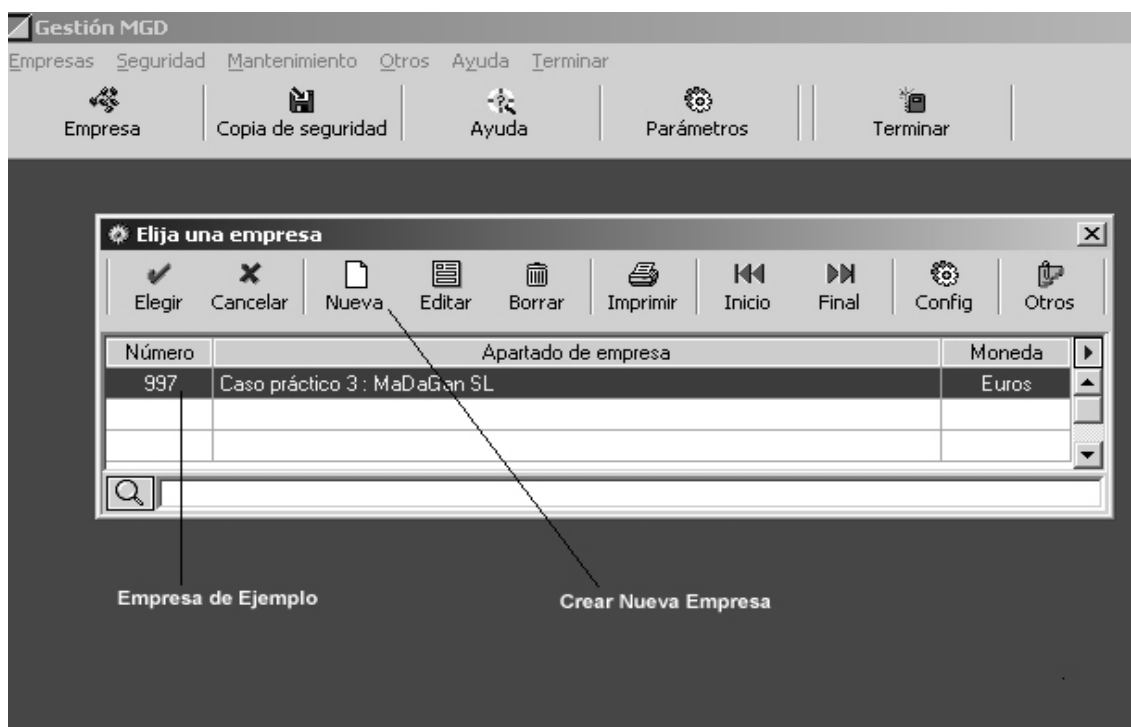 Gestión MGD
Empresas Seguridad Mantenimiento Otros Ayuda Terminar
Empresa Copia de seguridad Ayuda Parámetros Terminar
Elija una empresa
Elegir Cancelar Nueva Editar Borrar Imprimir Inicio Final Config Otros
Número Apartado de empresa Moneda
997 Caso práctico 3 : MaDaGan SL Euros
Empresa de Ejemplo
Crear Nueva Empresa